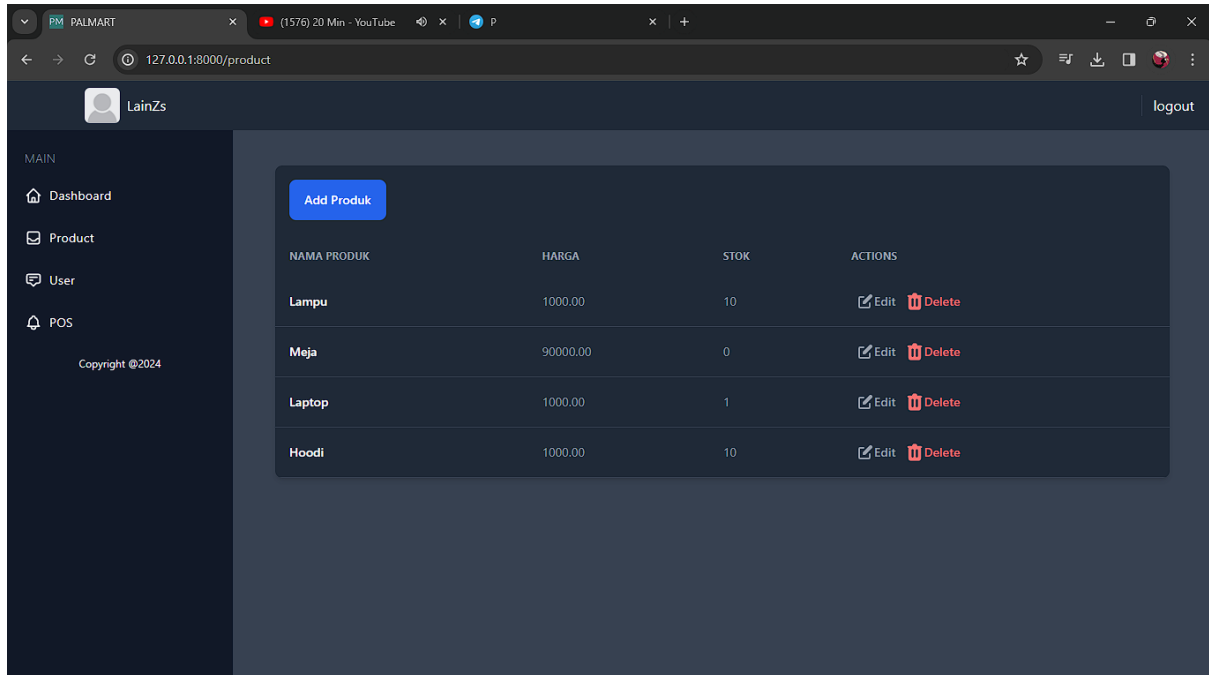 PM PALMART
(1576) 20 Min - YouTube
P
127.0.0.1:8000/product
LainZs
logout
MAIN
Dashboard
Product
User
POS
Copyright @2024
Add Produk
NAMA PRODUK HARGA STOK ACTIONS
Lampu 1000.00 10 Edit Delete
Meja 90000.00 0 Edit Delete
Laptop 1000.00 1 Edit Delete
Hoodi 1000.00 10 Edit Delete